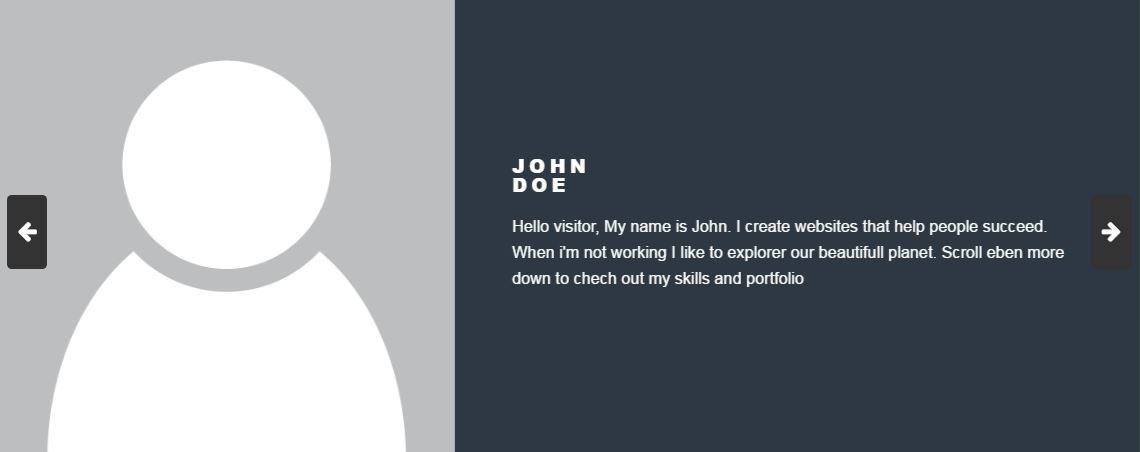 JOHN
DOE
Hello visitor, My name is John. I create websites that help people succeed.
When i'm not working I like to explorer our beautifull planet. Scroll eben more
down to chech out my skills and portfolio